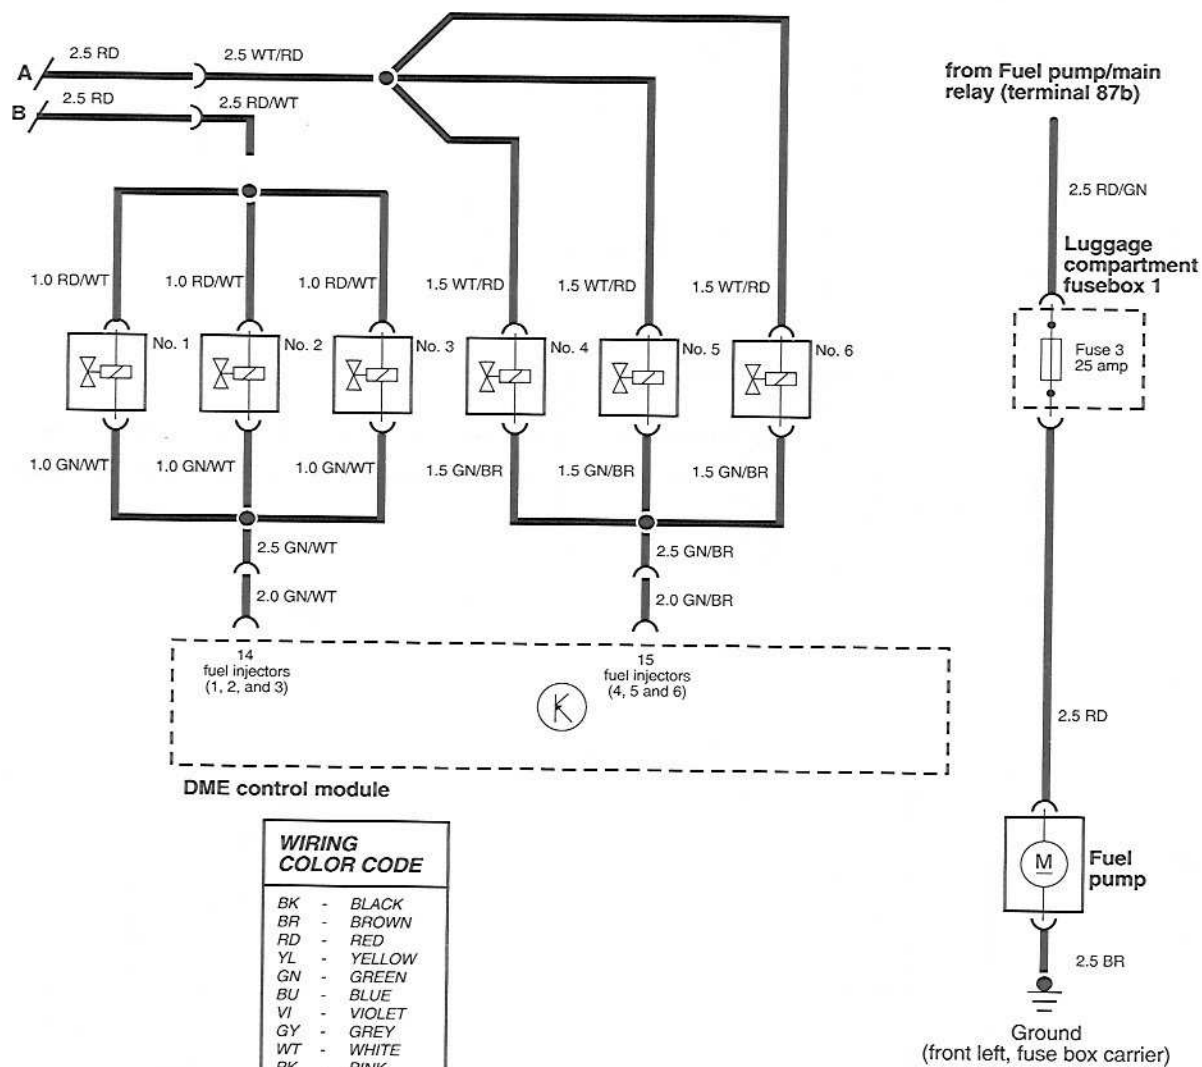 A
2.5 RD
2.5 WT/RD
B
2.5 RD
2.5 RD/WT
1.0 RD/WT
1.0 RD/WT
1.0 RD/WT
1.5 WT/RD
1.5 WT/RD
1.5 WT/RD
No. 1
No. 2
No. 3
No. 4
No. 5
No. 6
1.0 GN/WT
1.0 GN/WT
1.0 GN/WT
1.5 GN/BR
1.5 GN/BR
1.5 GN/BR
2.5 GN/WT
2.5 GN/BR
2.0 GN/WT
2.0 GN/BR
14
fuel injectors
(1, 2, and 3)
15
fuel injectors
(4, 5 and 6)
K
DME control module
WIRING
COLOR CODE
BK - BLACK
BR - BROWN
RD - RED
YL - YELLOW
GN - GREEN
BU - BLUE
VI - VIOLET
GY - GREY
WT - WHITE
PK - PINK
from Fuel pump/main
relay (terminal 87b)
2.5 RD/GN
Luggage
compartment
fusebox 1
Fuse 3
25 amp
2.5 RD
M
Fuel
pump
2.5 BR
Ground
(front left, fuse box carrier)